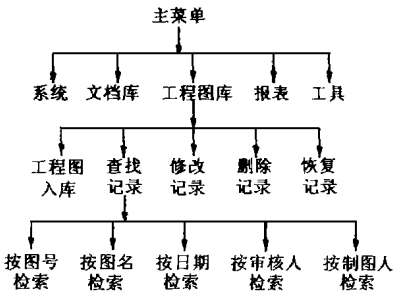 主菜单
系统 文档库 工程图库 报表 工具
工程图 查找 修改 删除 恢复
入库 记录 记录 记录 记录
按图号 按图名 按日期 按审核人 按制图人
检索 检索 检索 检索 检索